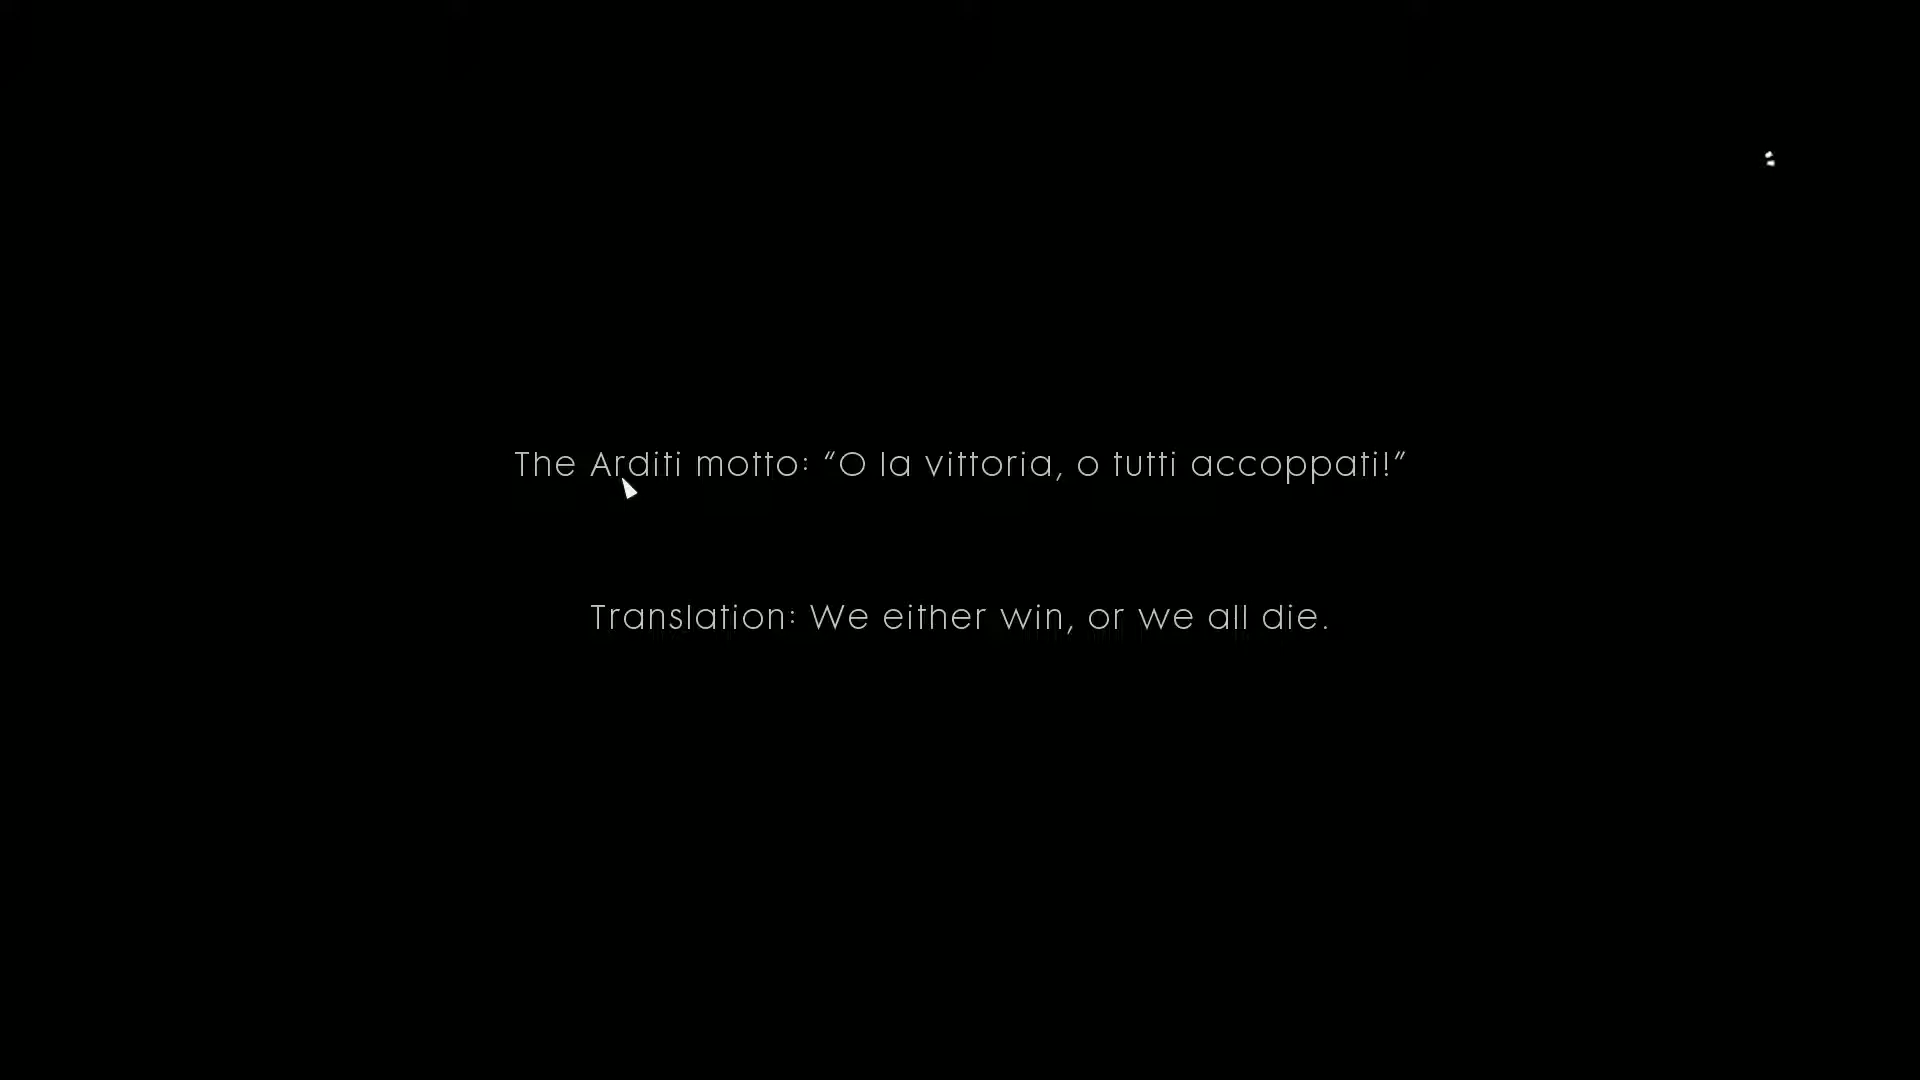 The Arditi motto: “O la vittoria, o tutti accoppati!”
Translation: We either win, or we all die.